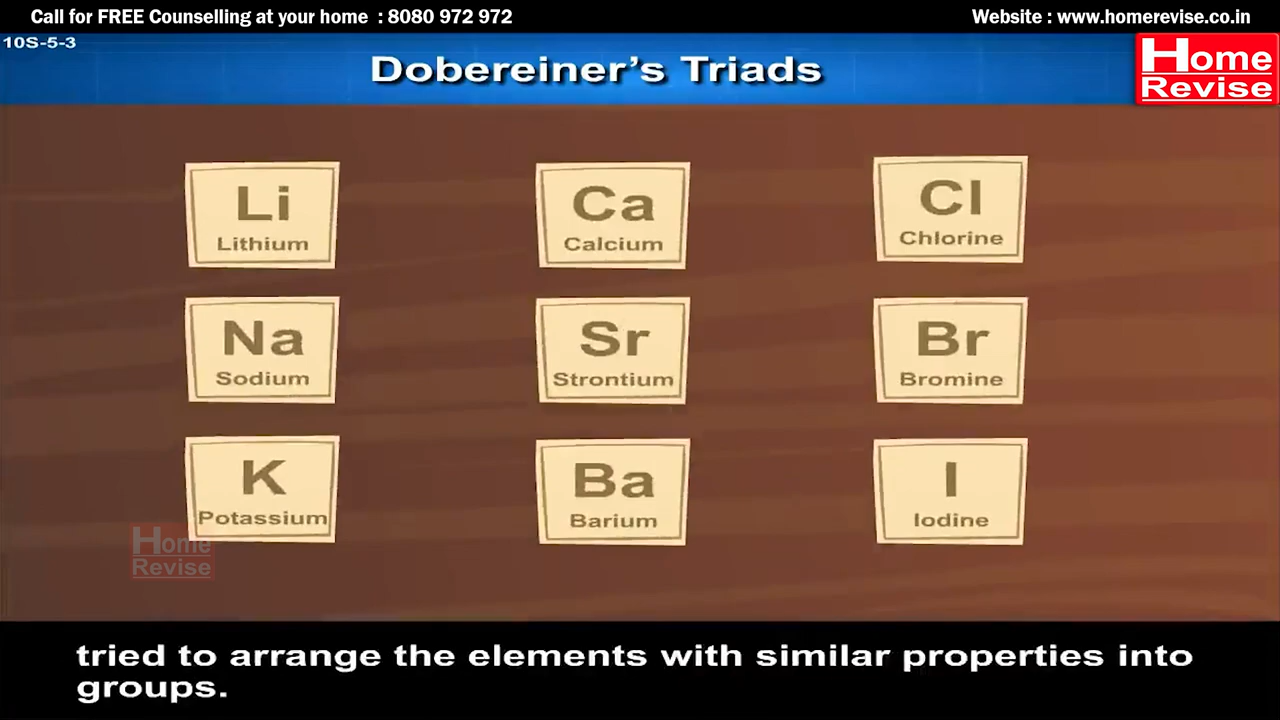 Call for FREE Counselling at your home : 8080 972 972
Website : www.homerevise.co.in
10S-5-3
Dobereiner's Triads
Home
Revise
Li
Lithium
Ca
Calcium
Cl
Chlorine
Na
Sodium
Sr
Strontium
Br
Bromine
K
Potassium
Ba
Barium
I
Iodine
Home
Revise
tried to arrange the elements with similar properties into
groups.